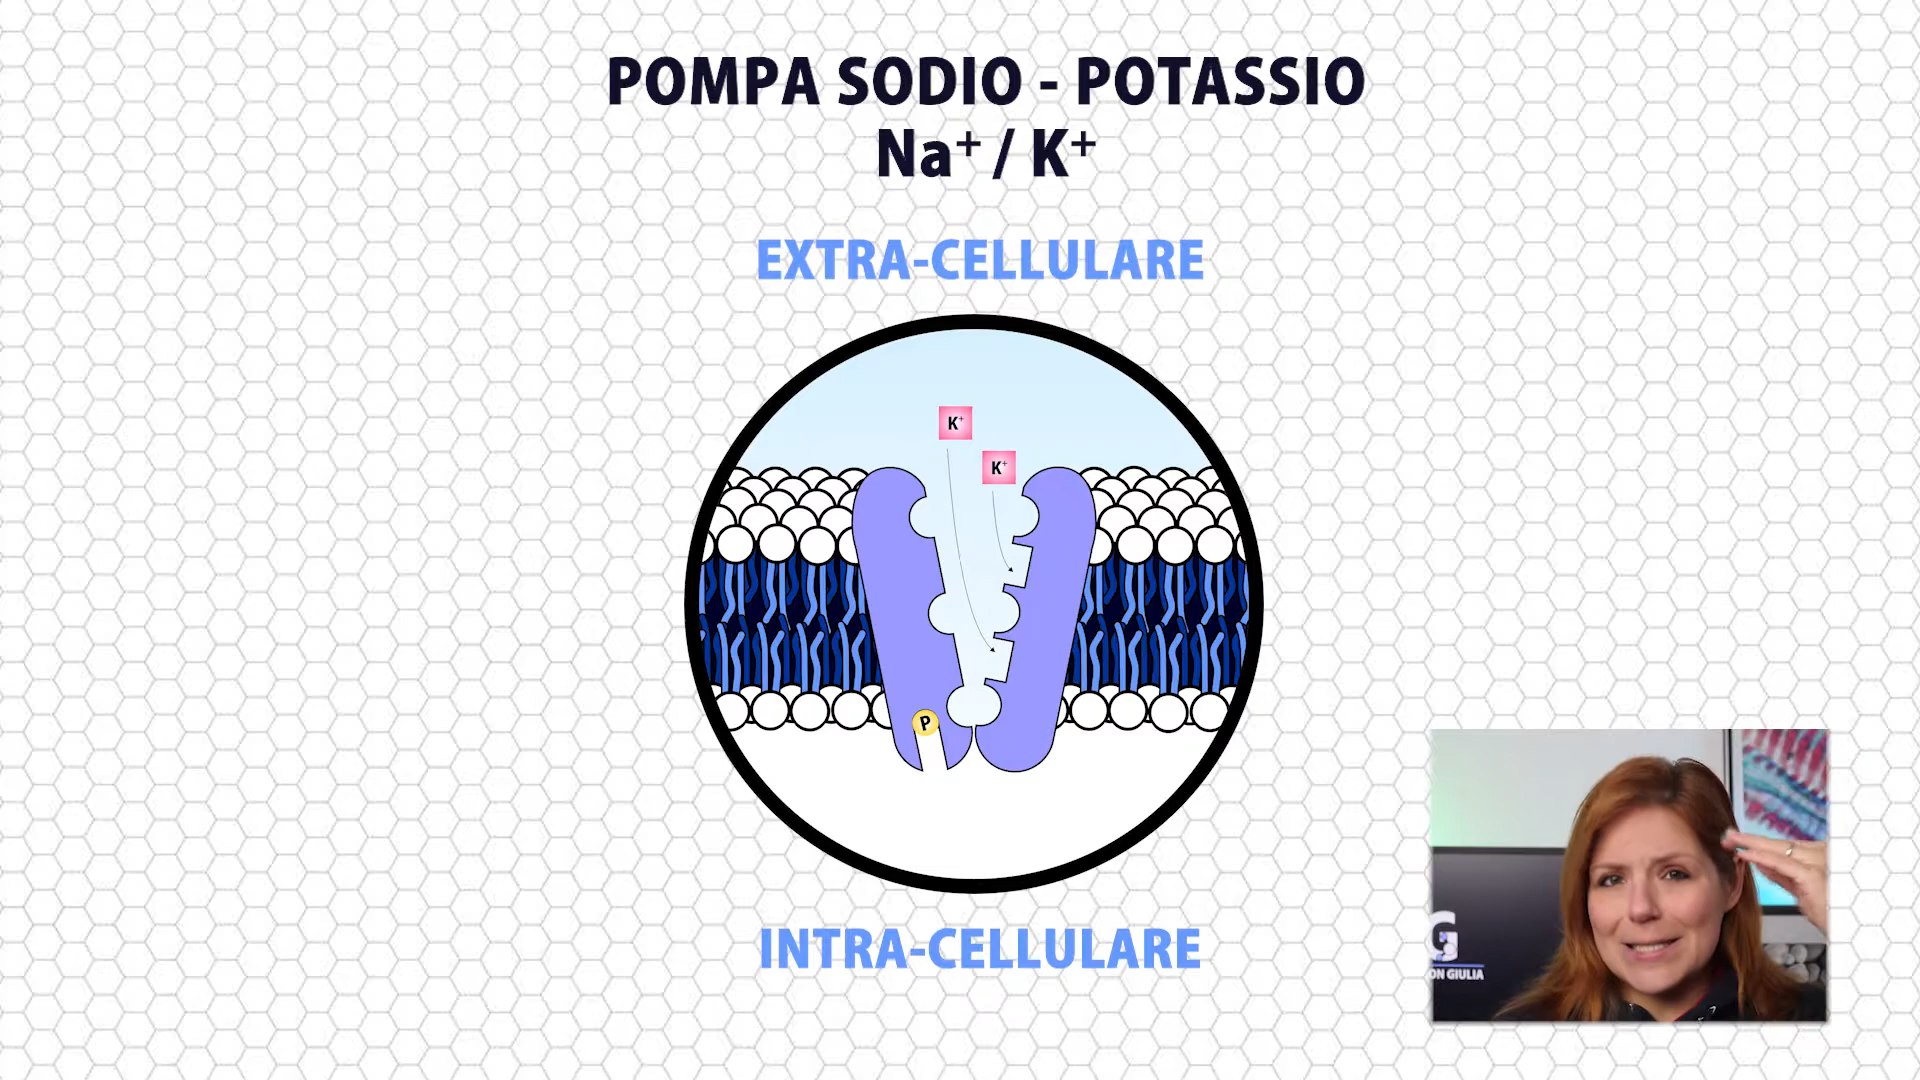 POMPA SODIO - POTASSIO
Na⁺ / K⁺
EXTRA-CELLULARE
K⁺
K⁺
P
INTRA-CELLULARE
G
ON GIULIA